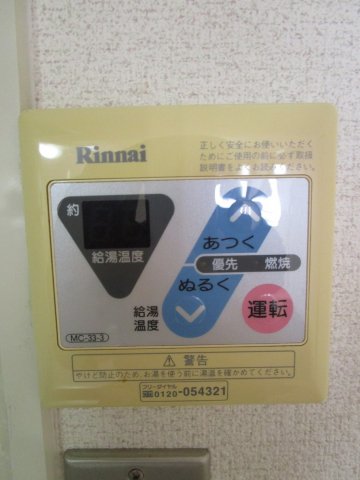 Rinnai
正しく安全にお使いいただく
ためにご使用の前に必ず取扱
説明書をよくお読みください。
約
給湯温度
あつく
優先
燃焼
ぬるく
給湯
温度
運転
MC-33-3
警告
やけど防止のため、お湯を使う前に湯温を確かめてください。
フリーダイヤル
0120-054321